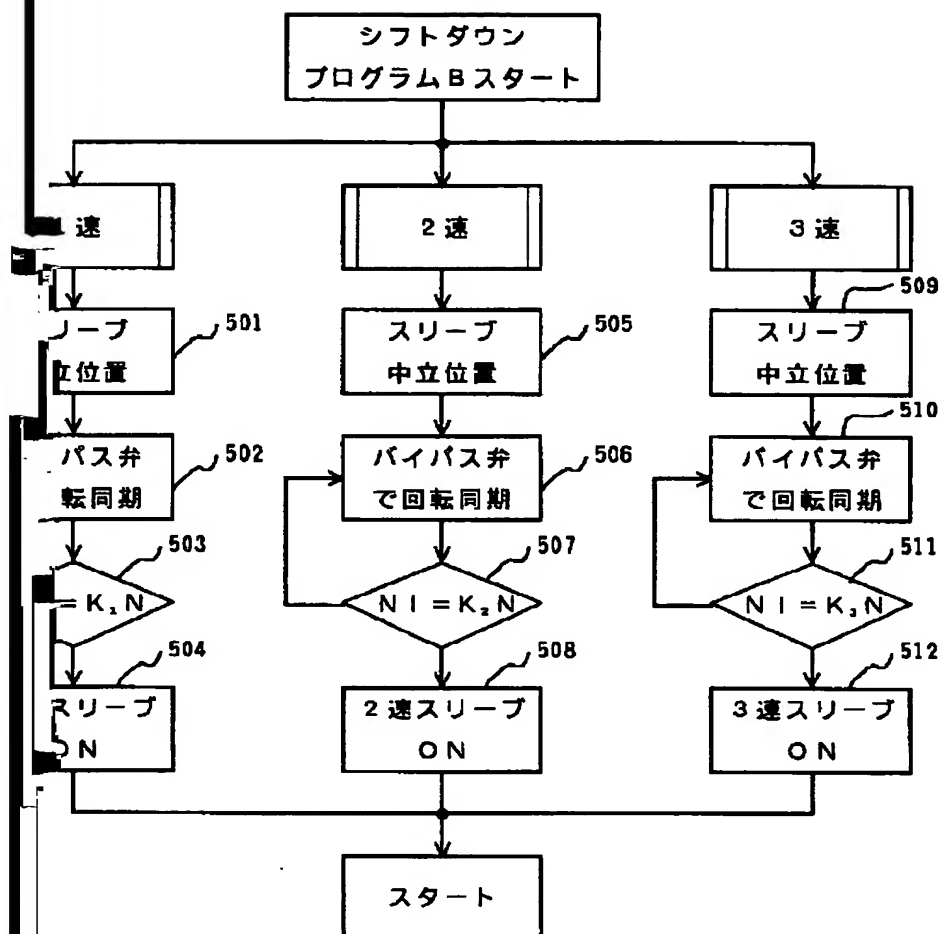 シフトダウン
プログラムBスタート
速
2速
3速
リーブ
立位置
501
スリーブ
中立位置
505
スリーブ
中立位置
509
パス弁
転同期
502
バイパス弁
で回転同期
506
バイパス弁
で回転同期
510
= K₁N
503
NI = K₂N
507
NI = K₃N
511
スリーブ
ON
504
2速スリーブ
ON
508
3速スリーブ
ON
512
スタート